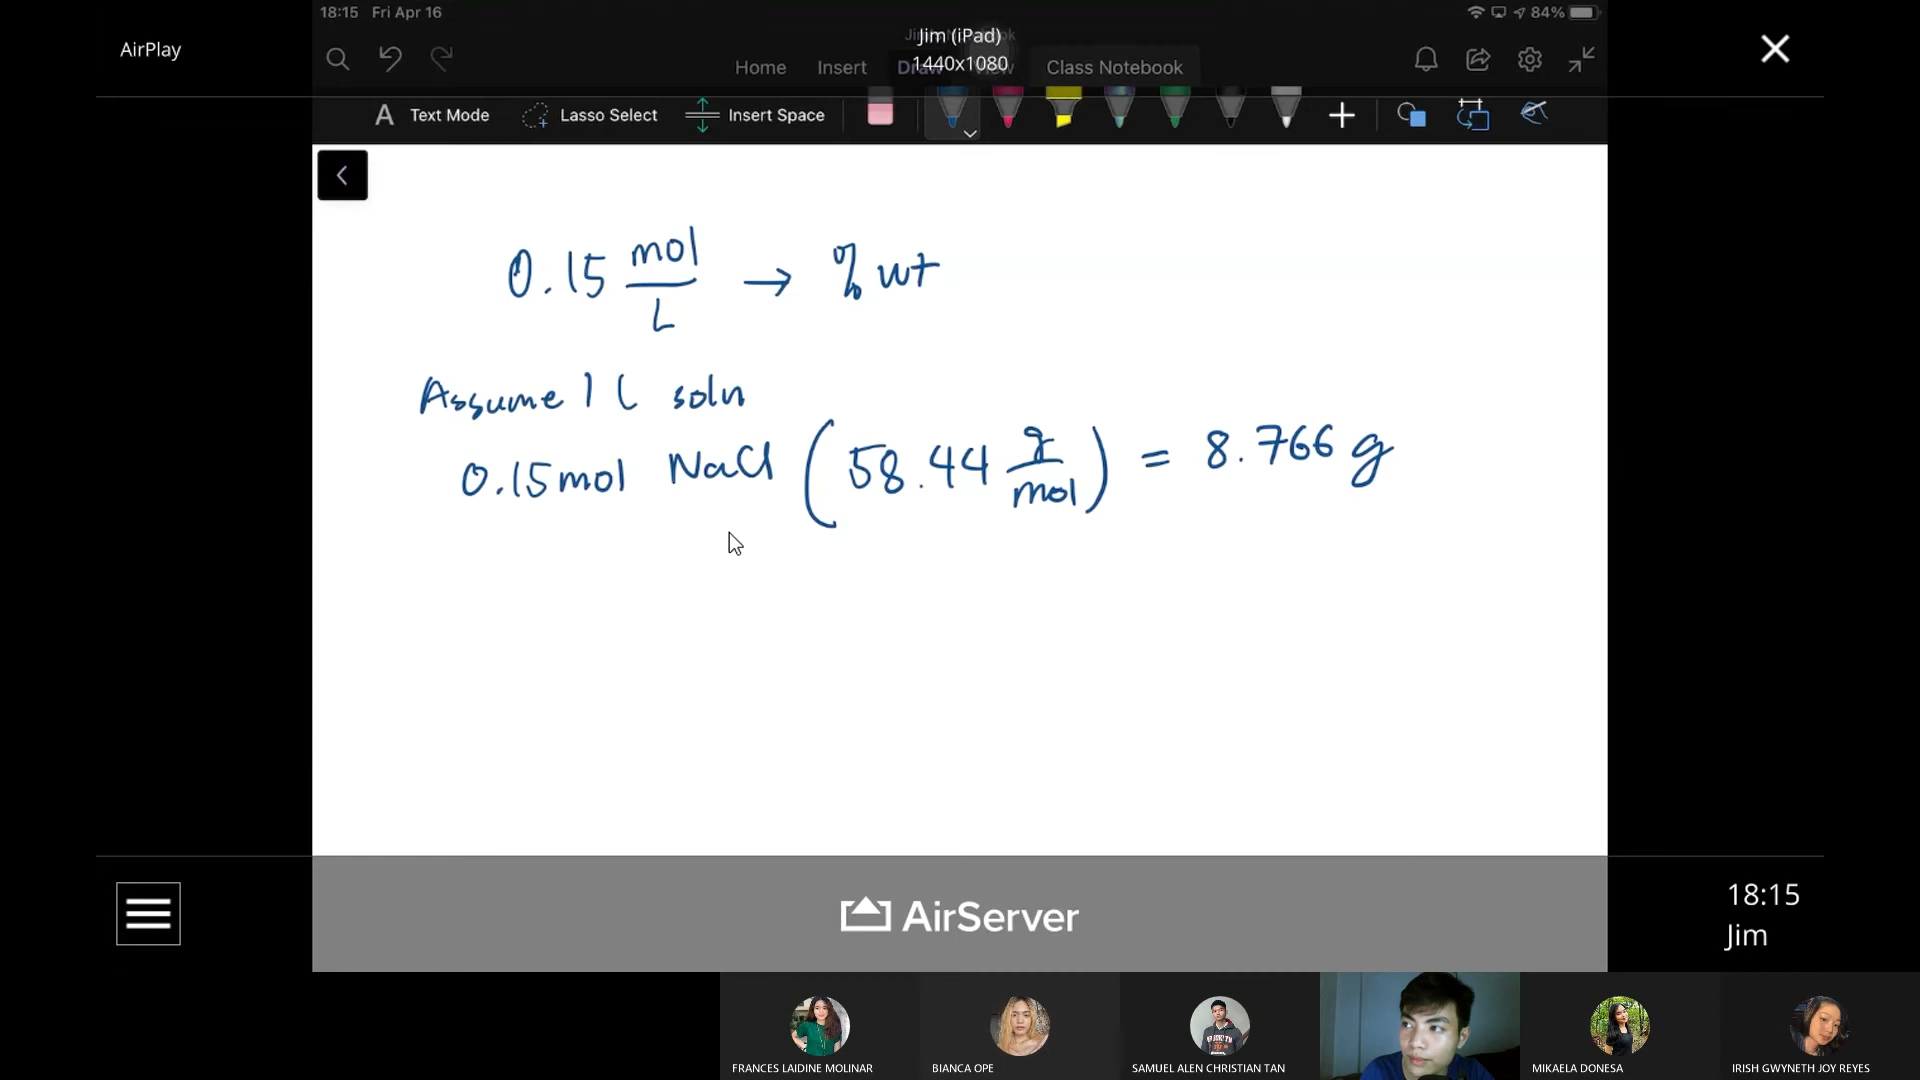 18:15 Fri Apr 16
84%
AirPlay
Jim (iPad)
1440x1080
Home Insert Draw View Class Notebook
Text Mode Lasso Select Insert Space
0.15 mol/L → % wt
Assume 1 L soln
0.15 mol NaCl (58.44 g/mol) = 8.766 g
AirServer
18:15
Jim
FRANCES LAIDINE MOLINAR
BIANCA OPE
SAMUEL ALEN CHRISTIAN TAN
MIKAELA DONESA
IRISH GWYNETH JOY REYES